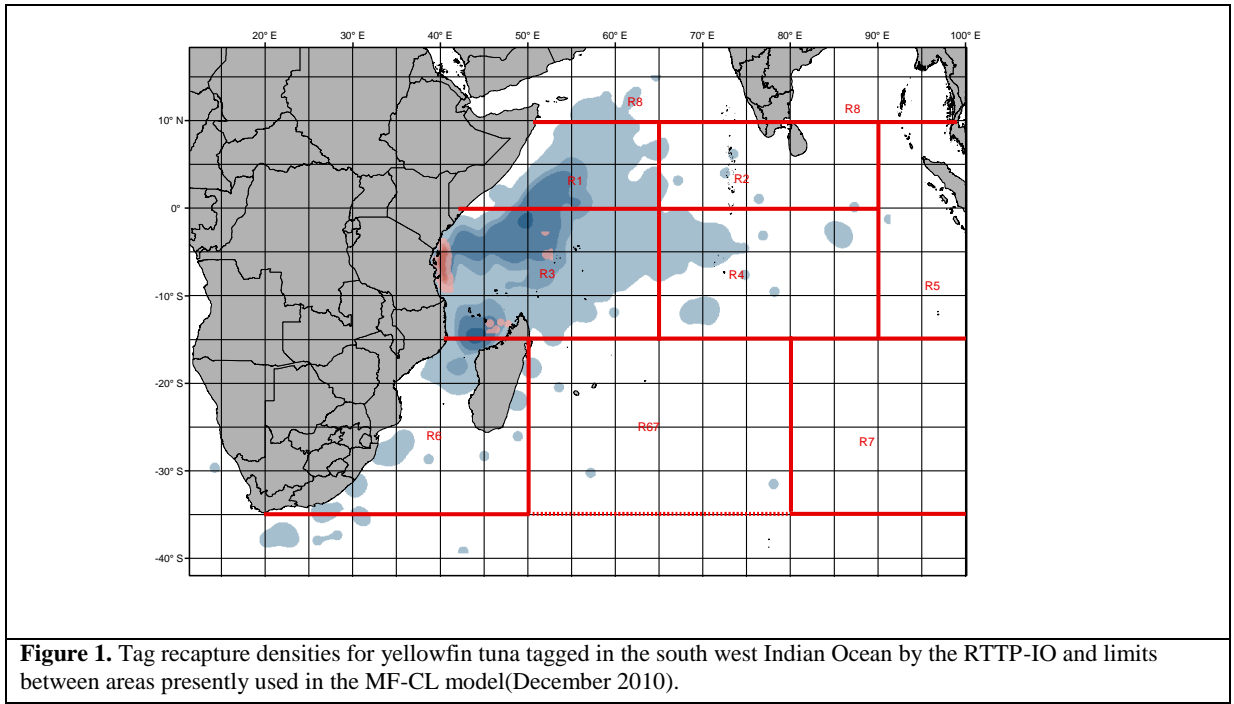 20° E 30° E 40° E 50° E 60° E 70° E 80° E 90° E 100° E
R8
R8
10° N
R1
R2
0°
R3
R4
R5
-10° S
-20° S
R6
R67
R7
-30° S
-40° S
Figure 1. Tag recapture densities for yellowfin tuna tagged in the south west Indian Ocean by the RTTP-IO and limits
between areas presently used in the MF-CL model(December 2010).